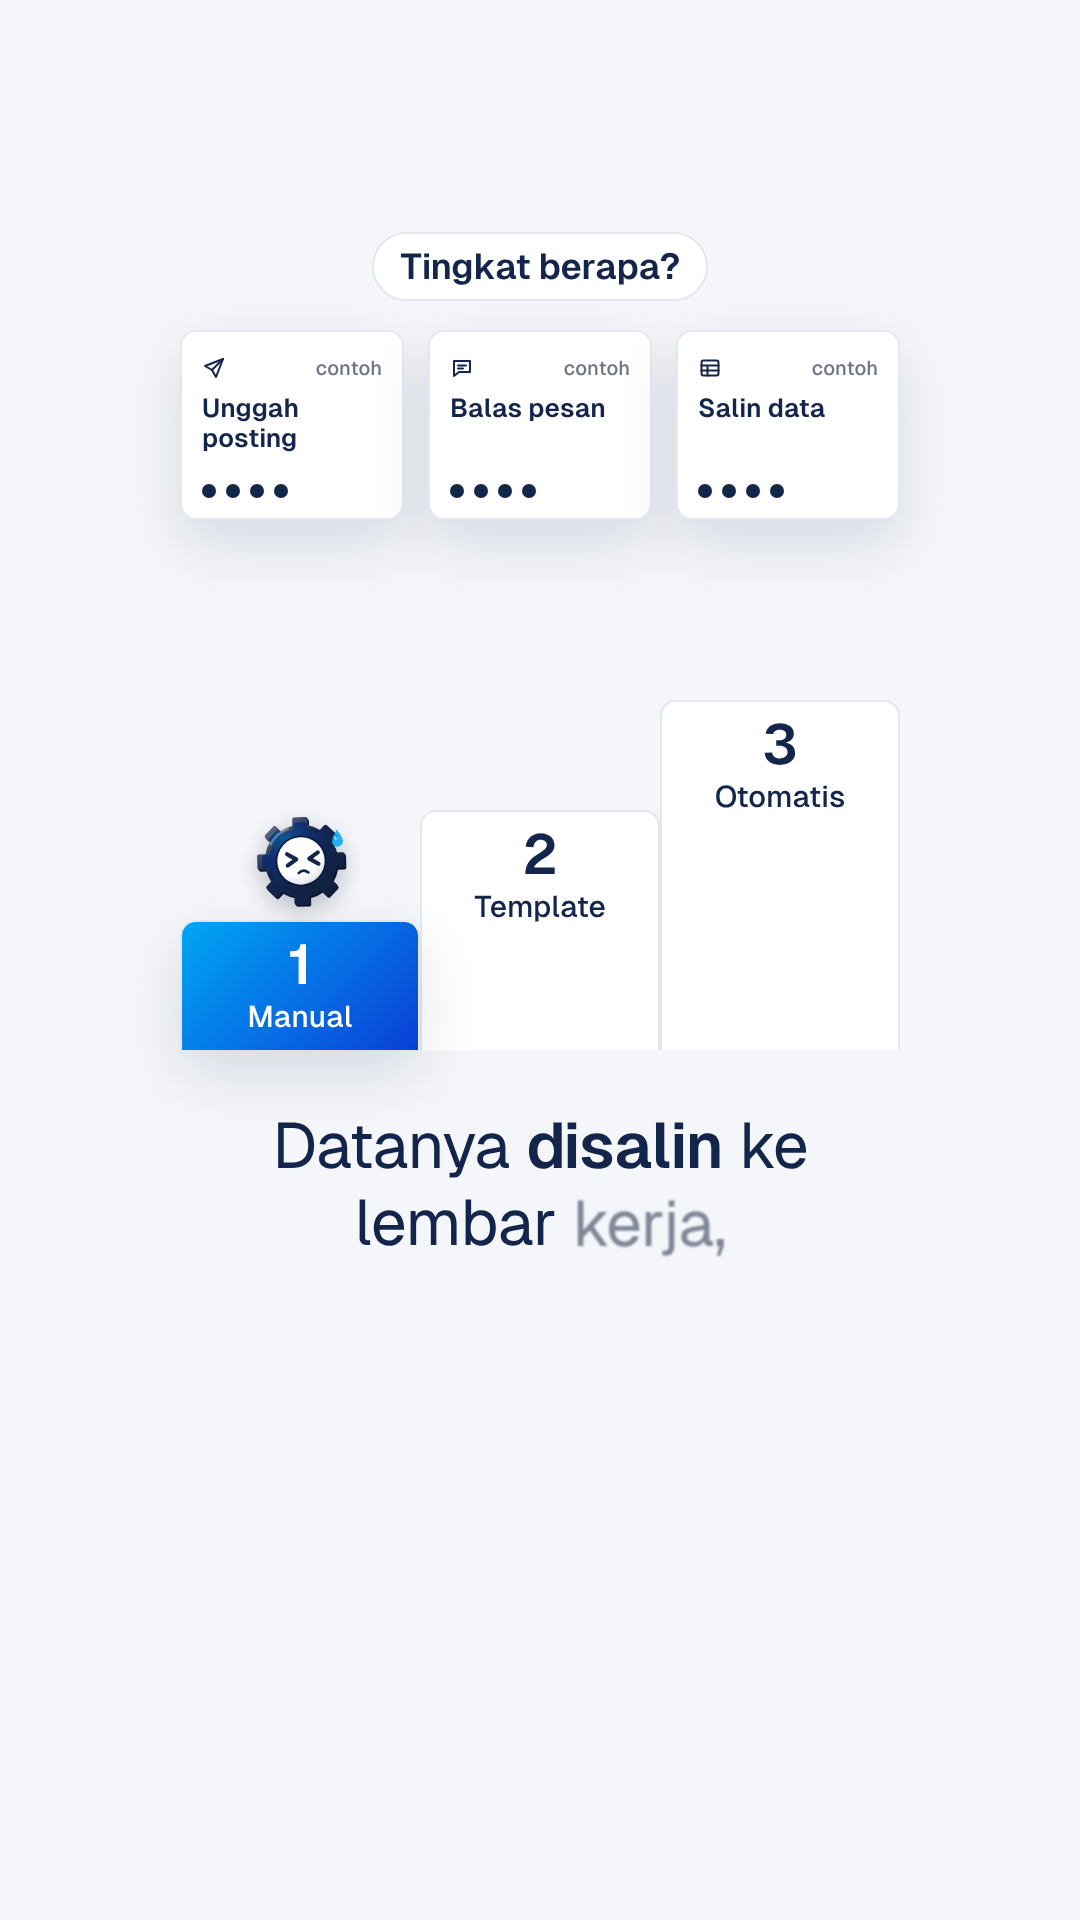 Tingkat berapa?
contoh
Unggah
posting
contoh
Balas pesan
contoh
Salin data
3
Otomatis
2
Template
1
Manual
Datanya disalin ke
lembar kerja,